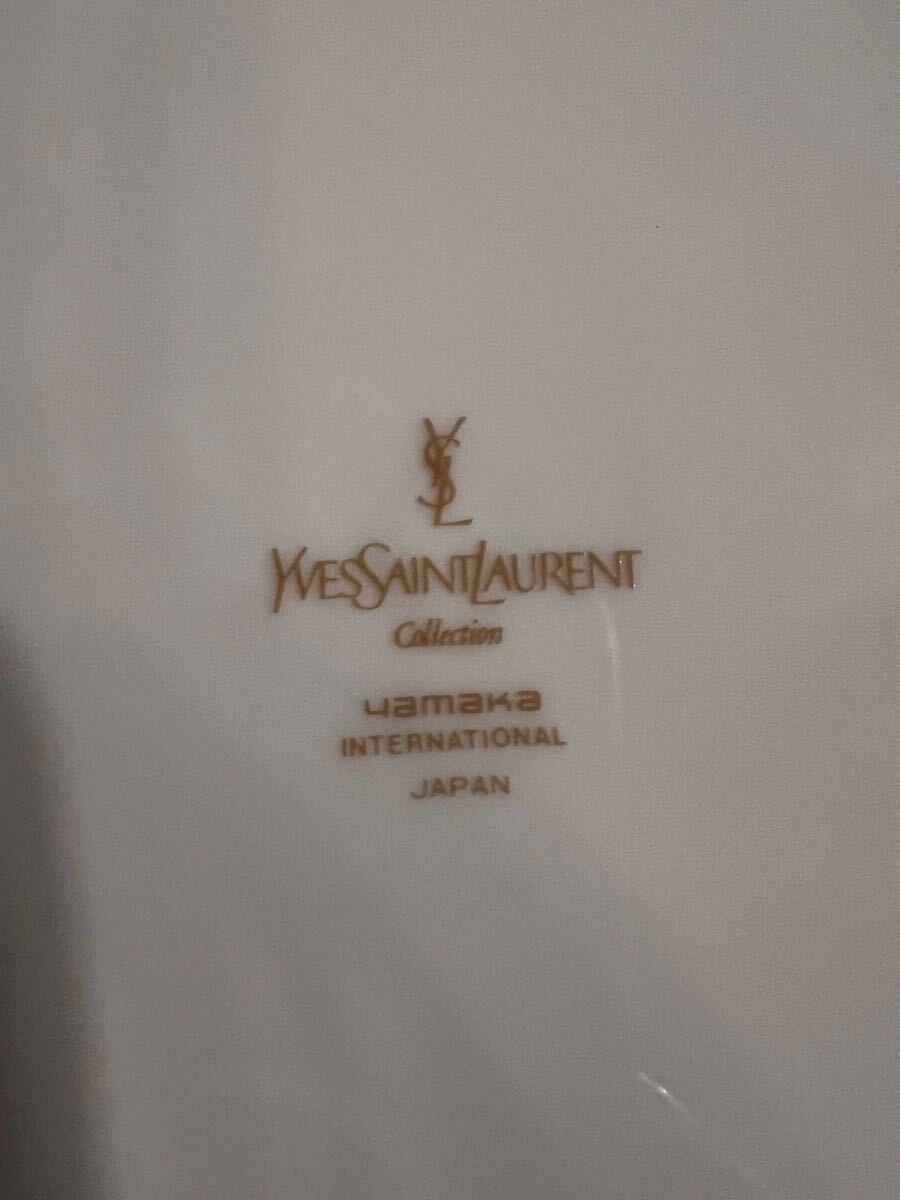 YSL
YVESSAINTLAURENT
Collection
yamaka
INTERNATIONAL
JAPAN